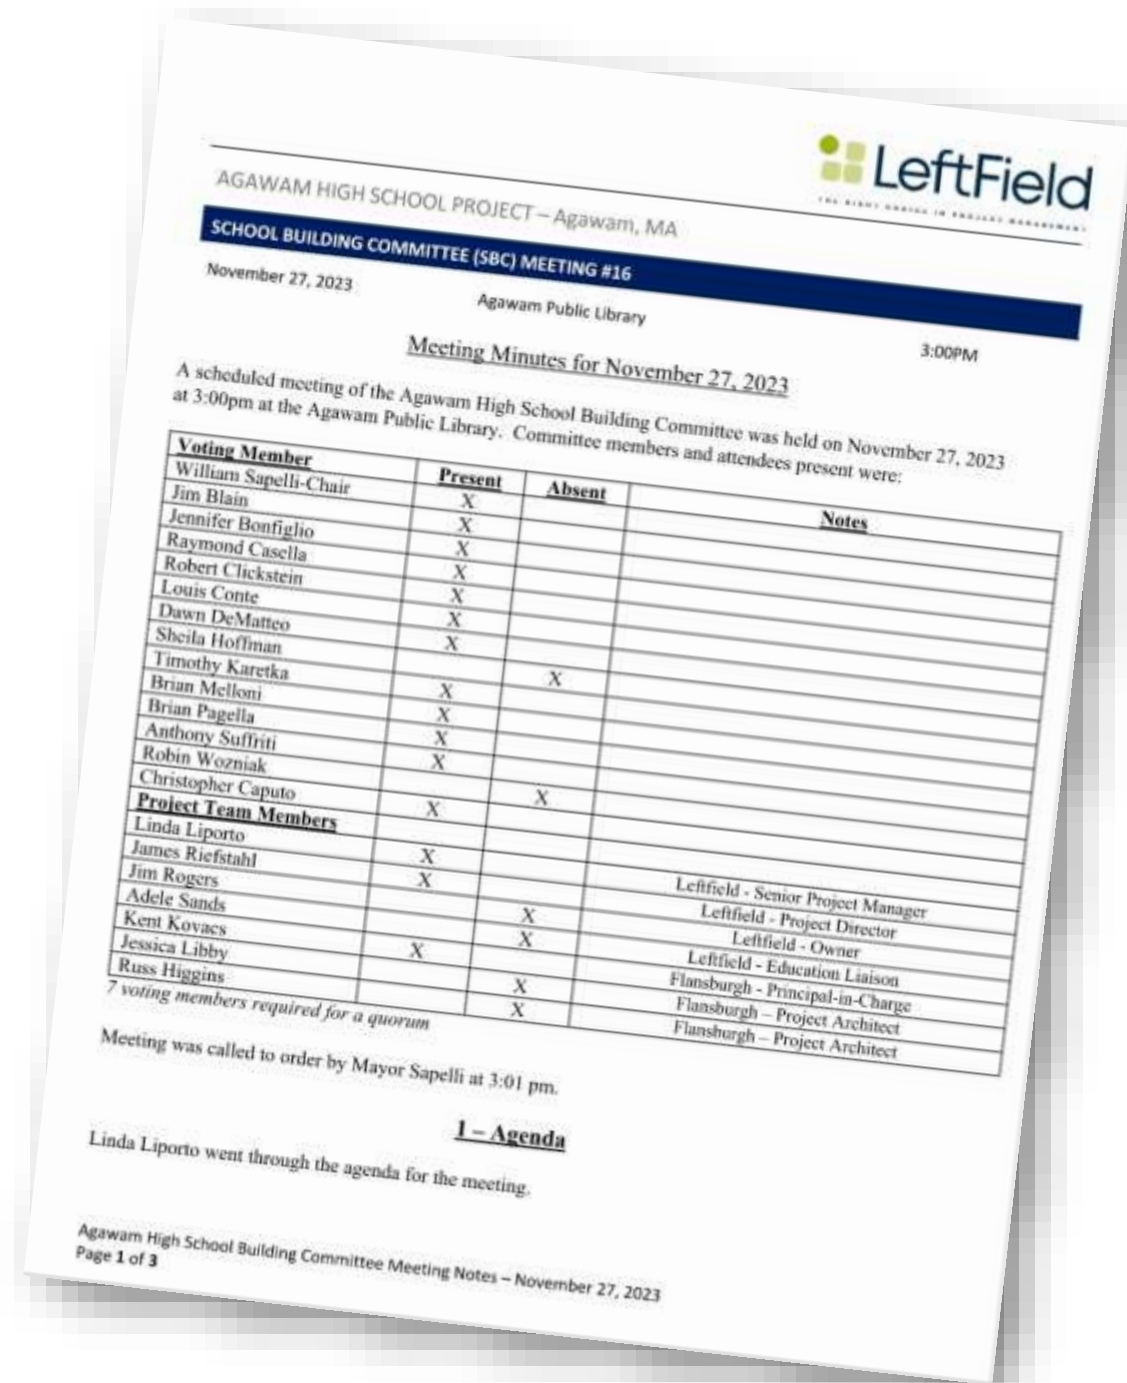 LeftField
AGAWAM HIGH SCHOOL PROJECT – Agawam, MA
SCHOOL BUILDING COMMITTEE (SBC) MEETING #16
November 27, 2023 Agawam Public Library 3:00PM
Meeting Minutes for November 27, 2023
A scheduled meeting of the Agawam High School Building Committee was held on November 27, 2023
at 3:00pm at the Agawam Public Library. Committee members and attendees present were:
Voting Member Present Absent Notes
William Sapelli-Chair X
Jim Blain X
Jennifer Bonfiglio X
Raymond Casella X
Robert Clickstein X
Louis Conte X
Dawn DeMatteo X
Sheila Hoffman X
Timothy Karetka X
Brian Melloni X
Brian Pagella X
Anthony Suffriti X
Robin Wozniak X
Christopher Caputo X
Project Team Members
Linda Liporto X Leftfield - Senior Project Manager
James Riefstahl X Leftfield - Project Director
Jim Rogers X Leftfield - Owner
Adele Sands X Leftfield - Education Liaison
Kent Kovacs X Flansburgh - Principal-in-Charge
Jessica Libby X Flansburgh – Project Architect
Russ Higgins X Flansburgh – Project Architect
7 voting members required for a quorum
Meeting was called to order by Mayor Sapelli at 3:01 pm.
1 – Agenda
Linda Liporto went through the agenda for the meeting.
Agawam High School Building Committee Meeting Notes – November 27, 2023
Page 1 of 3